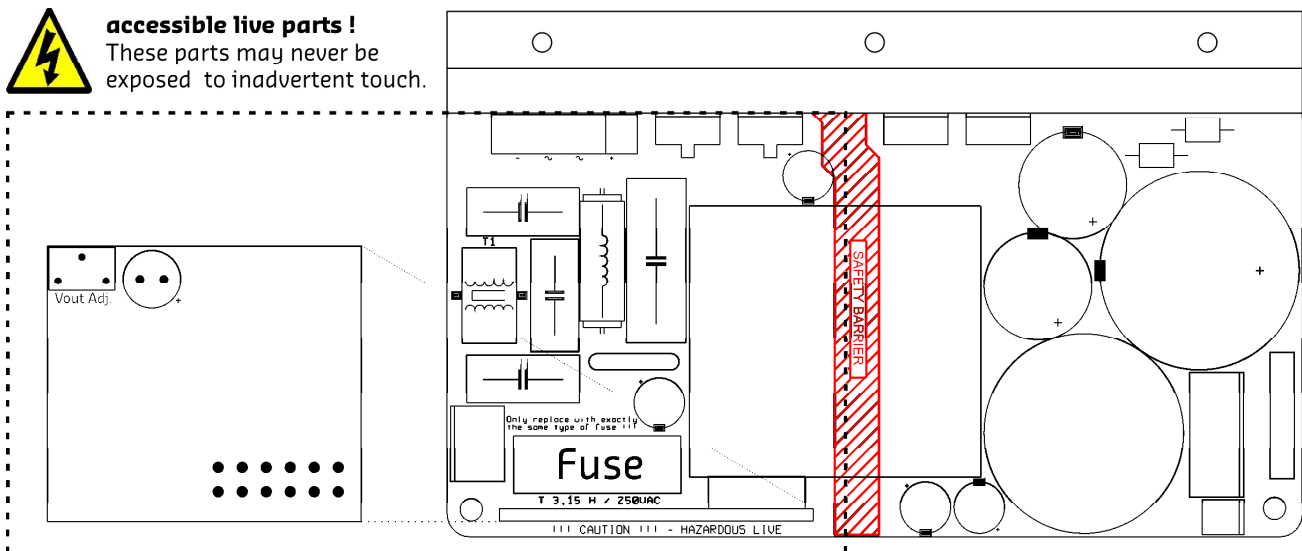 accessible live parts !
These parts may never be
exposed to inadvertent touch.
- ~ ~ +
T1
Vout Adj.
+
SAFETY BARRIER
+
+
+
Only replace with exactly
the same type of fuse !!!
Fuse
T 3,15 H / 250VAC
!!! CAUTION !!! - HAZARDOUS LIVE